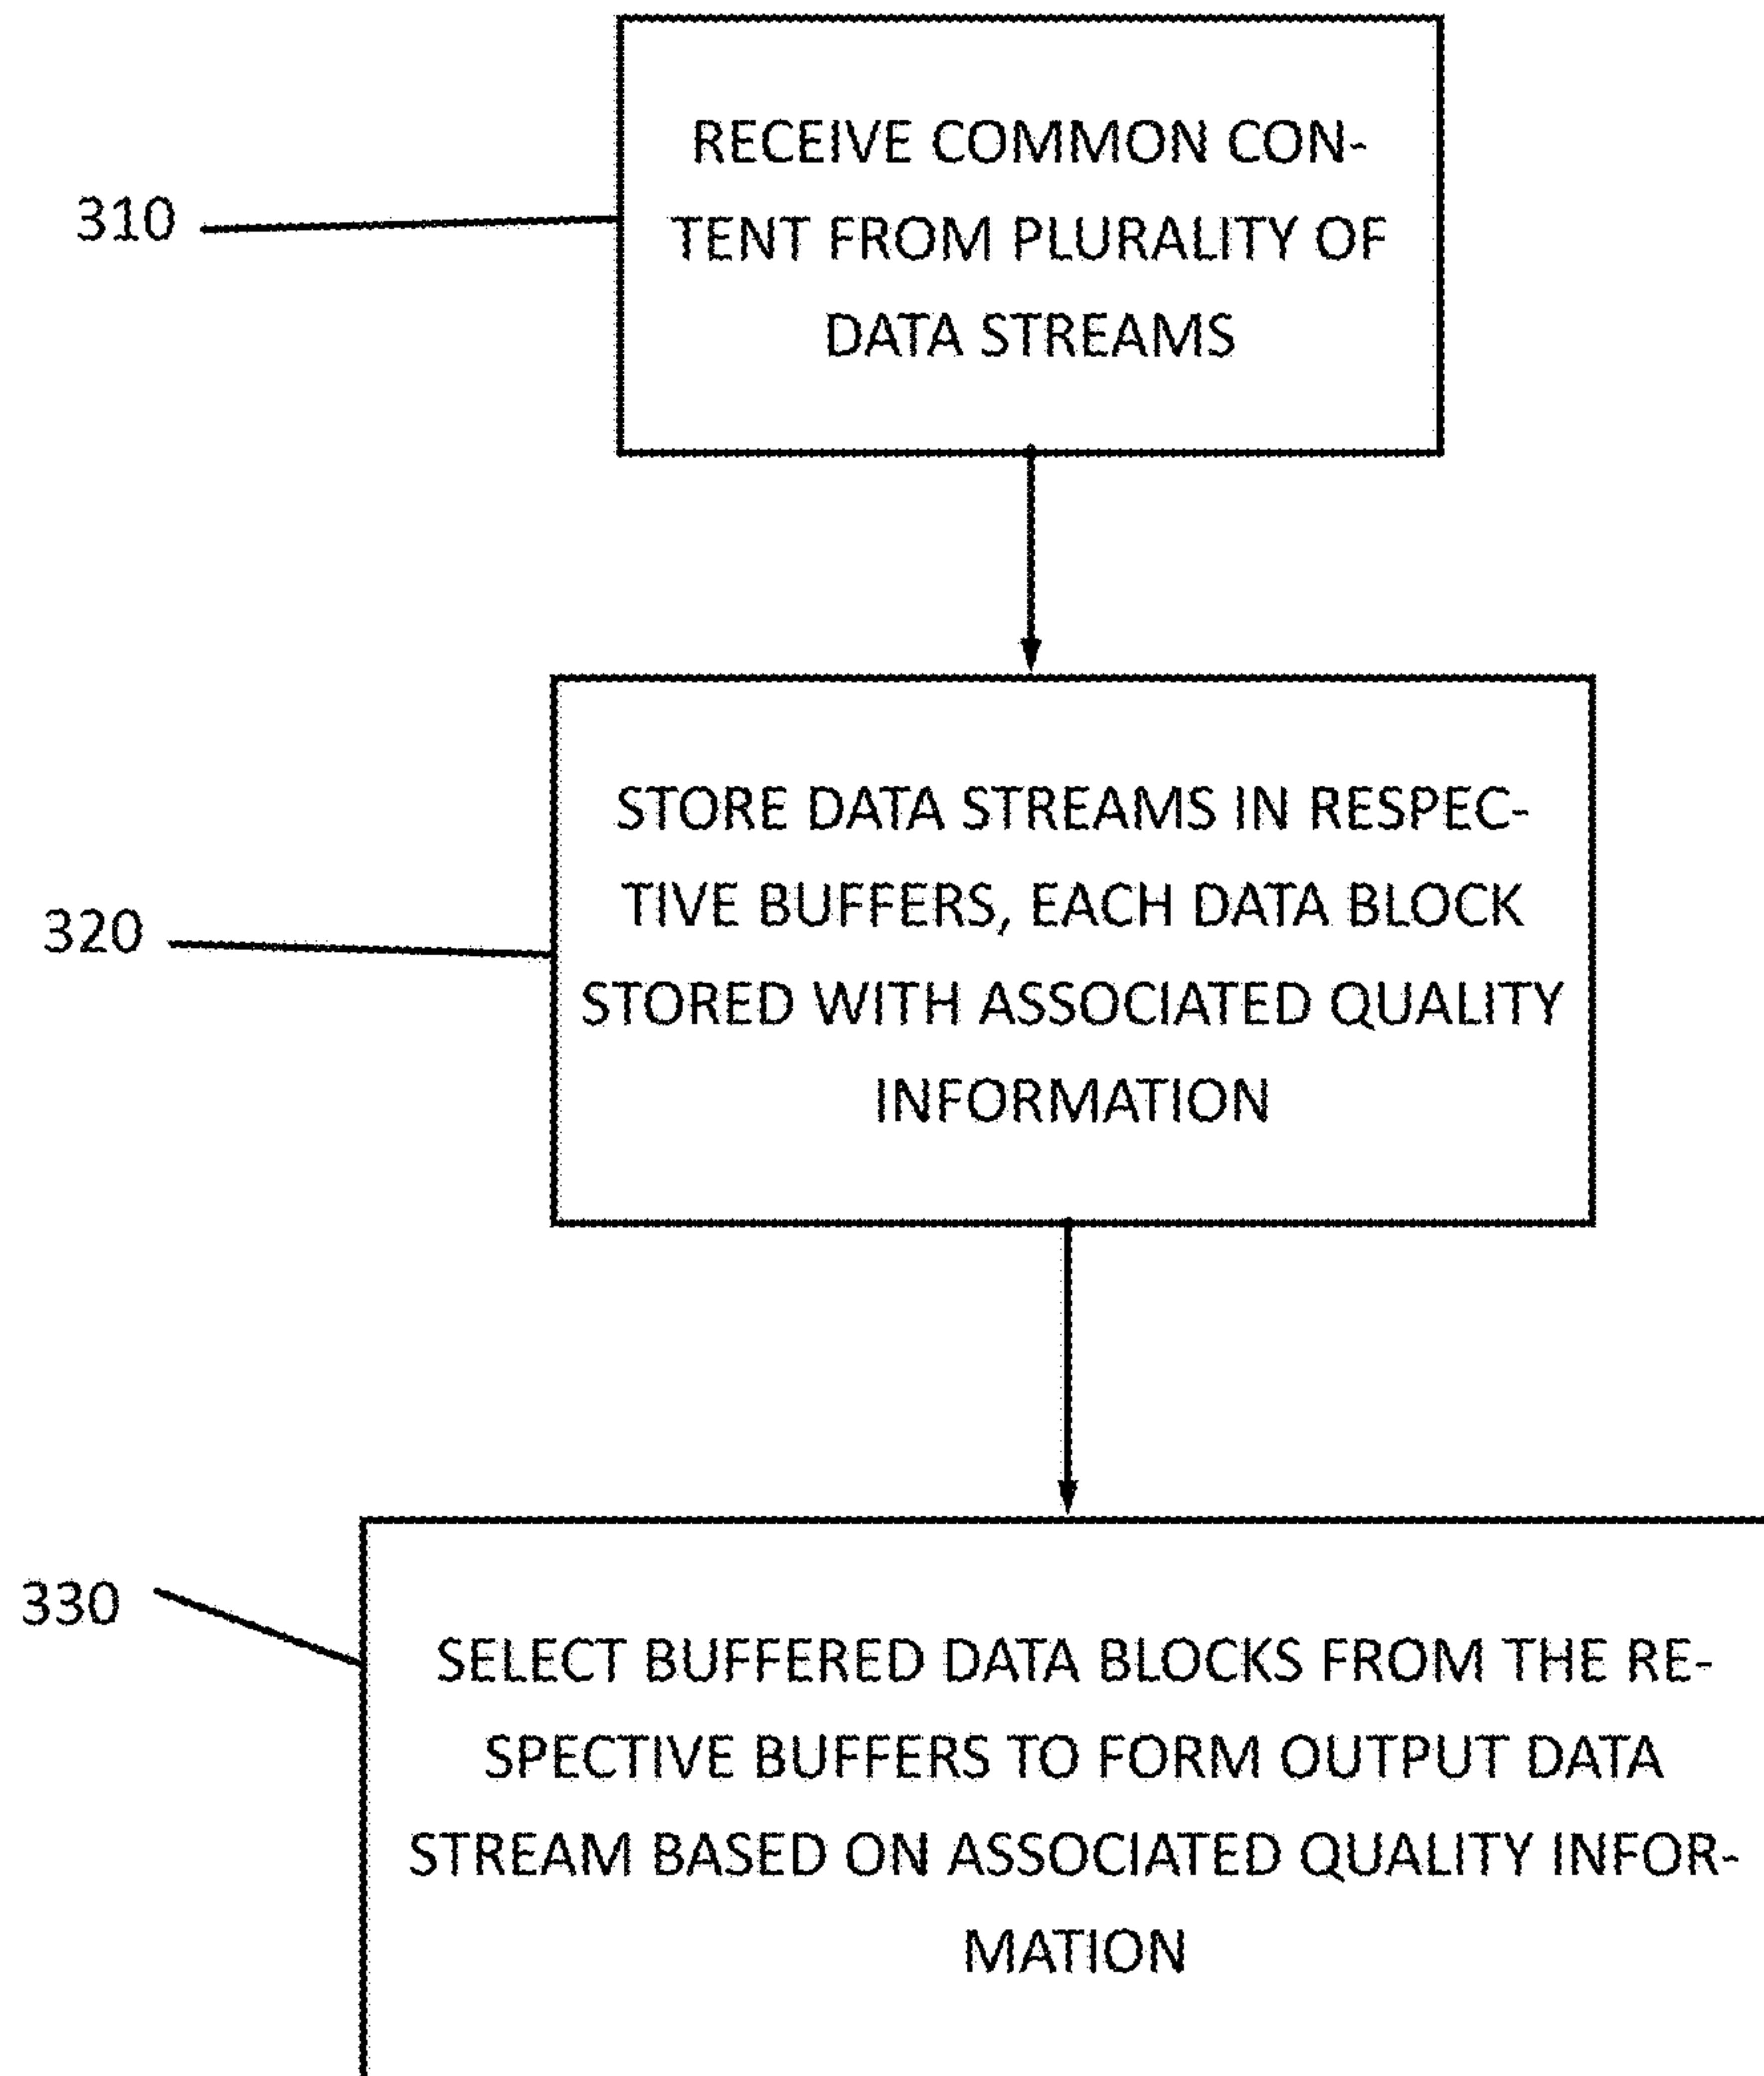 310
RECEIVE COMMON CON-
TENT FROM PLURALITY OF
DATA STREAMS
320
STORE DATA STREAMS IN RESPEC-
TIVE BUFFERS, EACH DATA BLOCK
STORED WITH ASSOCIATED QUALITY
INFORMATION
330
SELECT BUFFERED DATA BLOCKS FROM THE RE-
SPECTIVE BUFFERS TO FORM OUTPUT DATA
STREAM BASED ON ASSOCIATED QUALITY INFOR-
MATION